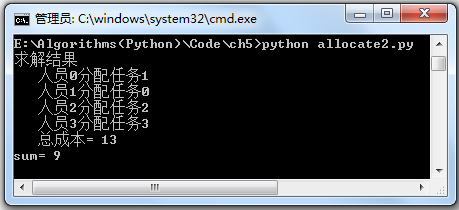 管理员: C:\windows\system32\cmd.exe
E:\Algorithms(Python)\Code\ch5>python allocate2.py
求解结果
人员0分配任务1
人员1分配任务0
人员2分配任务2
人员3分配任务3
总成本= 13
sum= 9